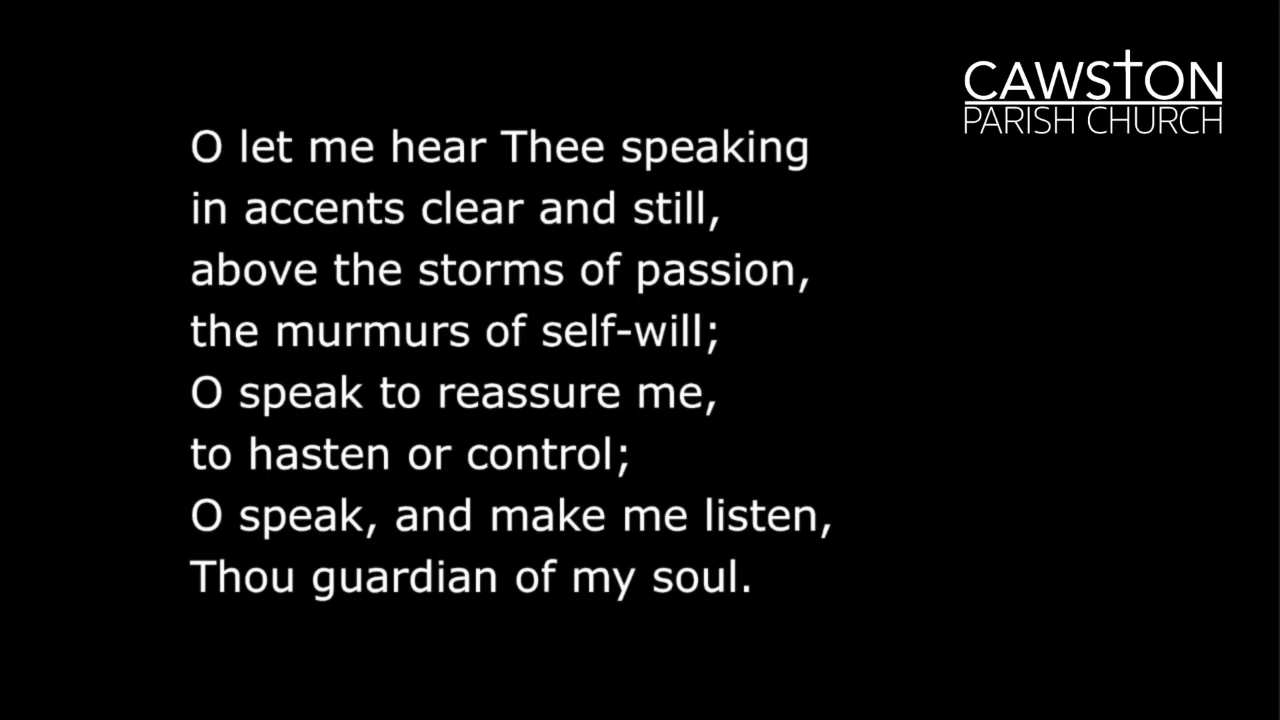 CAWSTON
PARISH CHURCH
O let me hear Thee speaking
in accents clear and still,
above the storms of passion,
the murmurs of self-will;
O speak to reassure me,
to hasten or control;
O speak, and make me listen,
Thou guardian of my soul.